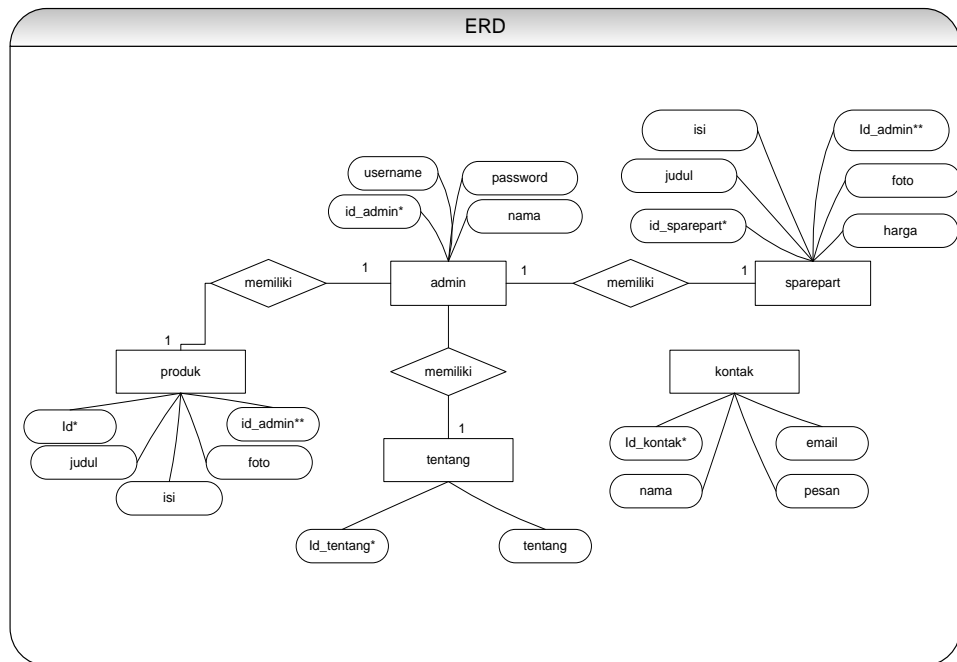 ERD
isi
Id_admin**
username
password
judul
foto
id_admin*
nama
id_sparepart*
harga
memiliki
1
admin
1
memiliki
1
sparepart
1
produk
memiliki
kontak
Id*
id_admin**
judul
foto
isi
1
tentang
Id_kontak*
email
nama
pesan
Id_tentang*
tentang